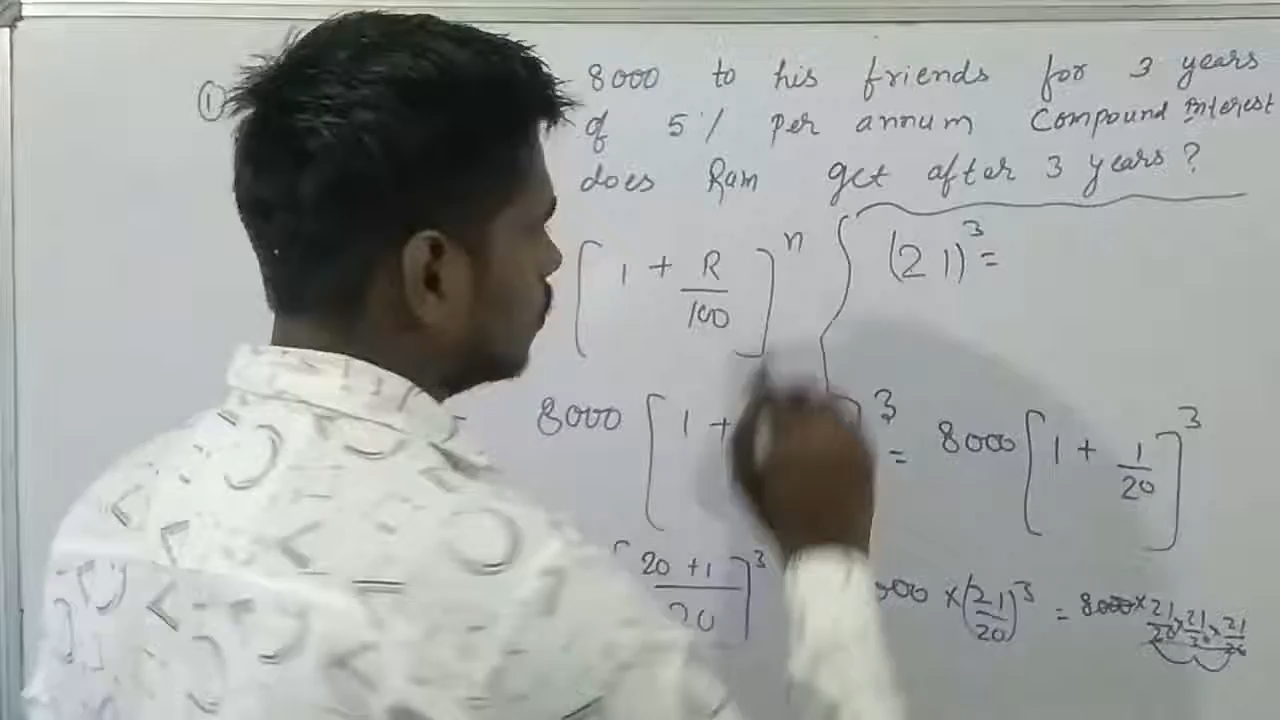 ① 8000 to his friends for 3 years
of 5% Per annum Compound interest
does Ram get after 3 years?
[1 + R/100]^n
(21)^3 =
8000 [1 + ]^3 = 8000 [1 + 1/20]^3
[20 + 1/20]^3
000 × (21/20)^3 = 8000 × 21/20 × 21/20 × 21/20